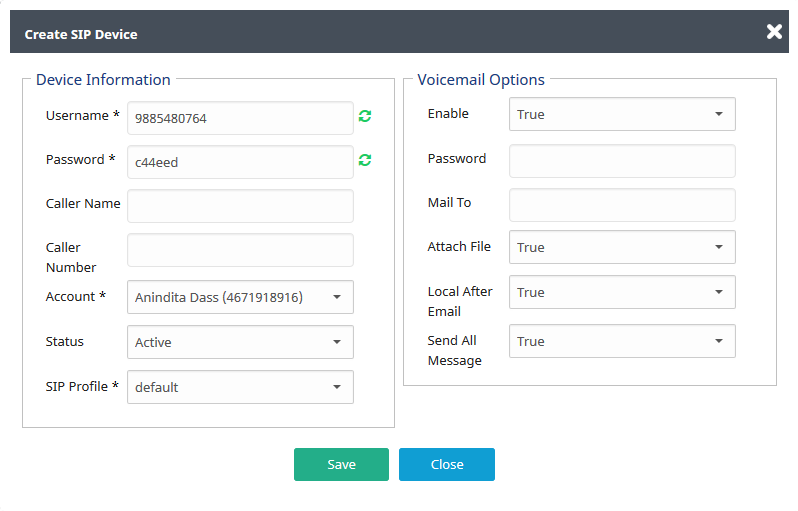 Create SIP Device
Device Information
Username * 9885480764
Password * c44eed
Caller Name
Caller
Number
Account * Anindita Dass (4671918916)
Status Active
SIP Profile * default
Voicemail Options
Enable True
Password
Mail To
Attach File True
Local After
Email
True
Send All
Message
True
Save Close